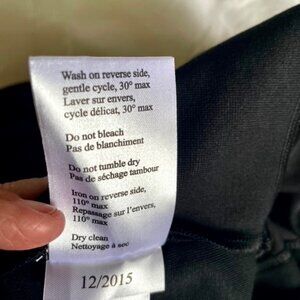 Wash on reverse side,
gentle cycle, 30° max
Laver sur envers,
cycle délicat, 30° max
Do not bleach
Pas de blanchiment
Do not tumble dry
Pas de séchage tambour
Iron on reverse side,
110° max
Repassage sur l'envers,
110° max
Dry clean
Nettoyage à sec
12/2015